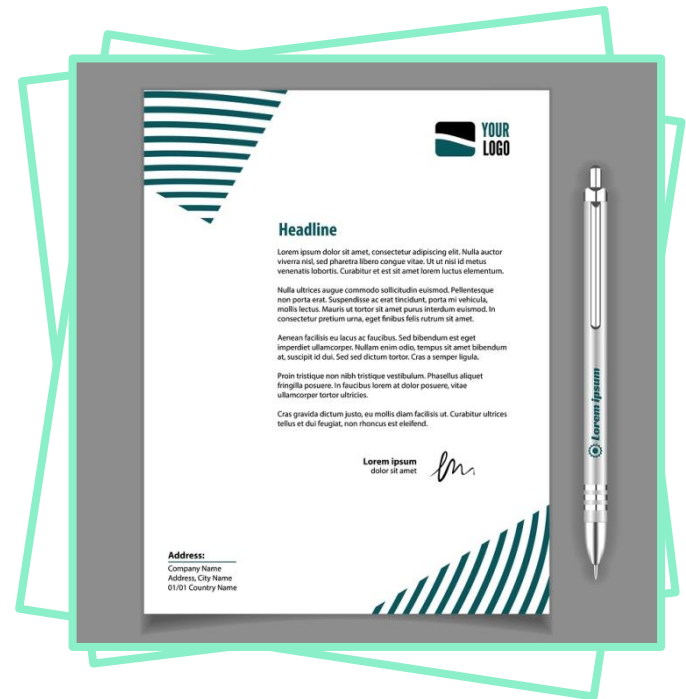 YOUR
LOGO
Headline
Lorem ipsum dolor sit amet, consectetur adipiscing elit. Nulla auctor
viverra nisl, sed pharetra libero congue vitae. Ut ut nisl id metus
venenatis lobortis. Curabitur et est sit amet lorem luctus elementum.
Nulla ultrices augue commodo sollicitudin euismod. Pellentesque
non porta erat. Suspendisse ac erat tincidunt, porta mi vehicula,
mollis lectus. Mauris ut tortor sit amet purus interdum euismod. In
consectetur pretium urna, eget finibus felis rutrum sit amet.
Aenean facilisis eu lacus ac faucibus. Sed bibendum est eget
imperdiet ullamcorper. Nullam enim odio, tempus sit amet bibendum
at, suscipit id dui. Sed sed dictum tortor. Cras a semper ligula.
Proin tristique non nibh tristique vestibulum. Phasellus aliquet
fringilla posuere. In faucibus lorem at dolor posuere, vitae
ullamcorper tortor ultricies.
Cras gravida dictum justo, eu mollis diam facilisis ut. Curabitur ultrices
tellus et dui feugiat, non rhoncus est eleifend.
Lorem ipsum
dolor sit amet
Address:
Company Name
Address, City Name
01/01 Country Name
Lorem ipsum